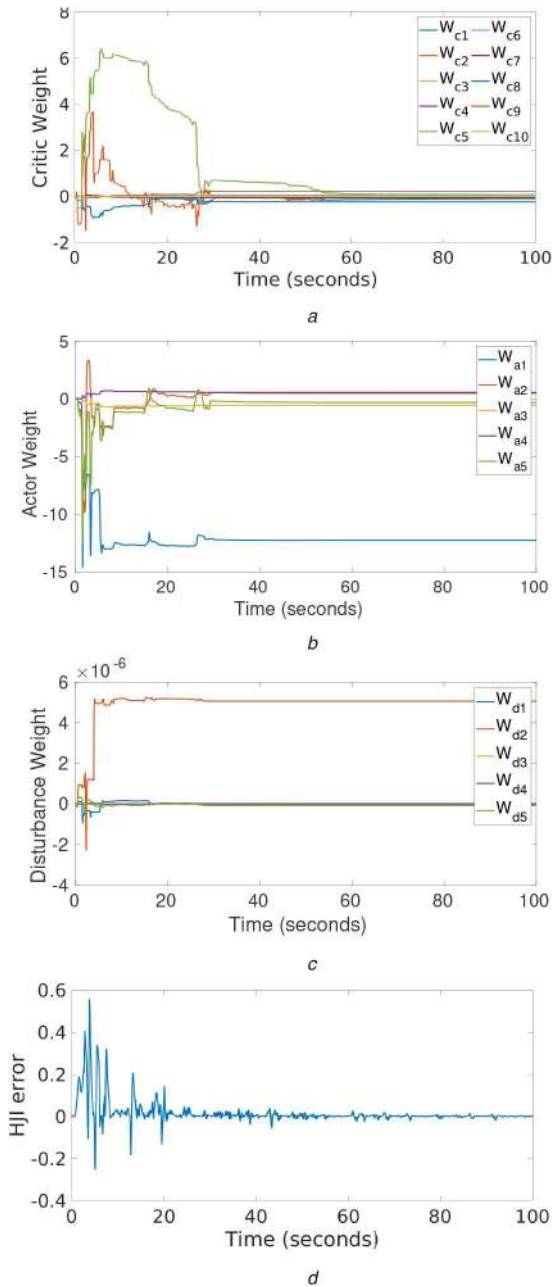 8
6
4
2
0
-2
Critic Weight
W_c1 W_c6
W_c2 W_c7
W_c3 W_c8
W_c4 W_c9
W_c5 W_c10
0 20 40 60 80 100
Time (seconds)
a
5
0
-5
-10
-15
Actor Weight
W_a1
W_a2
W_a3
W_a4
W_a5
0 20 40 60 80 100
Time (seconds)
b
×10^-6
6
4
2
0
-2
-4
Disturbance Weight
W_d1
W_d2
W_d3
W_d4
W_d5
0 20 40 60 80 100
Time (seconds)
c
0.6
0.4
0.2
0
-0.2
-0.4
HJI error
0 20 40 60 80 100
Time (seconds)
d